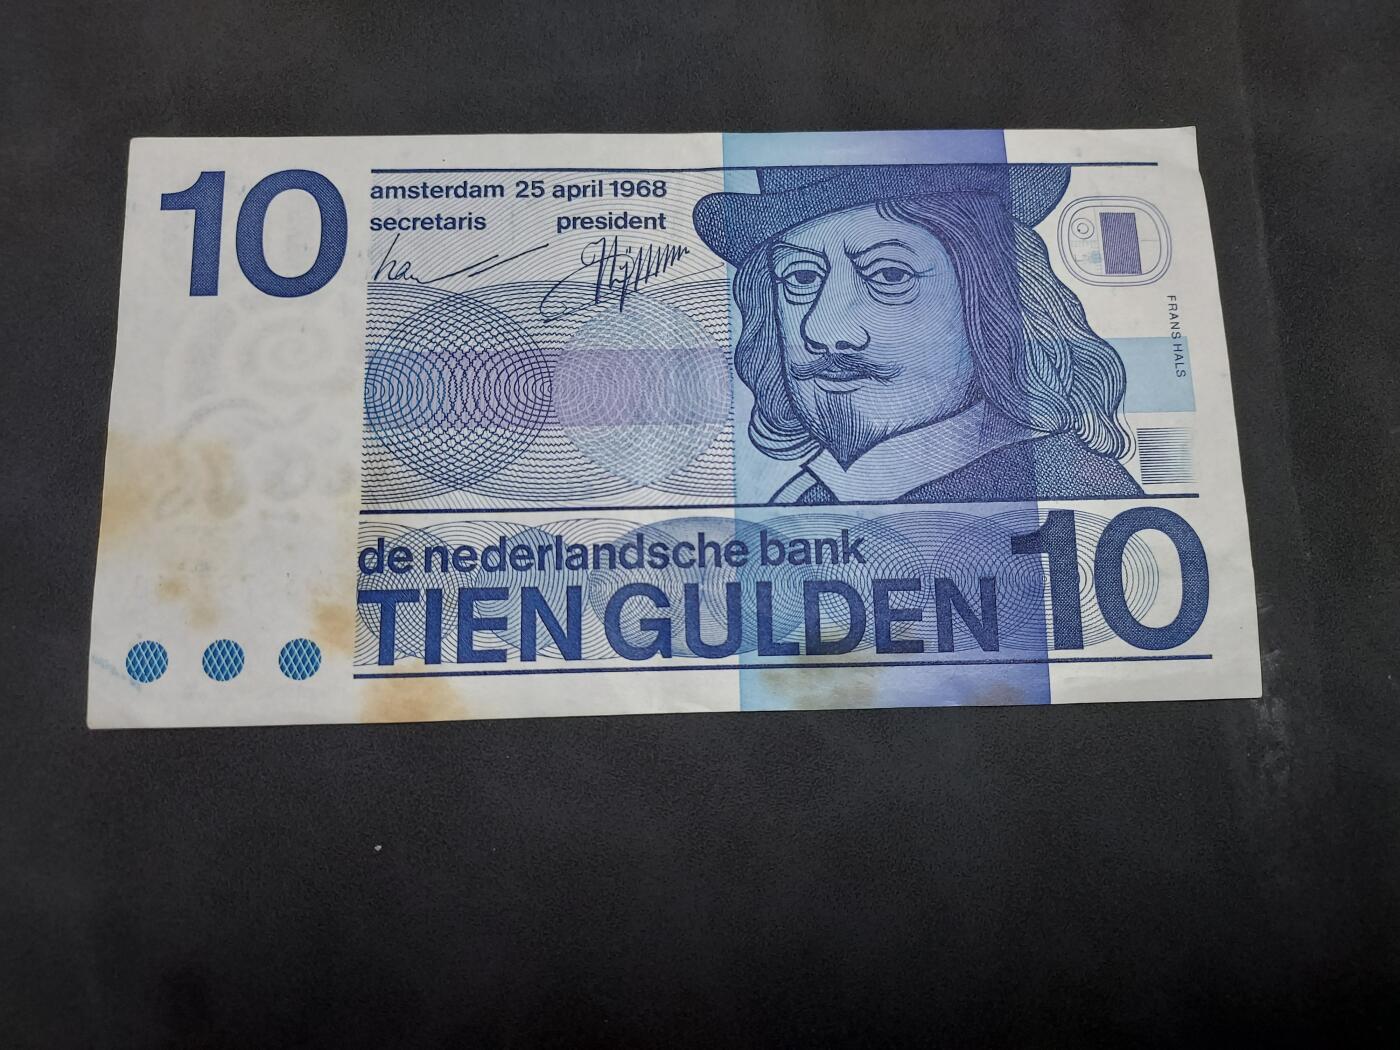 10
amsterdam 25 april 1968
secretaris president
FRANS HALS
de nederlandsche bank
TIEN GULDEN
10